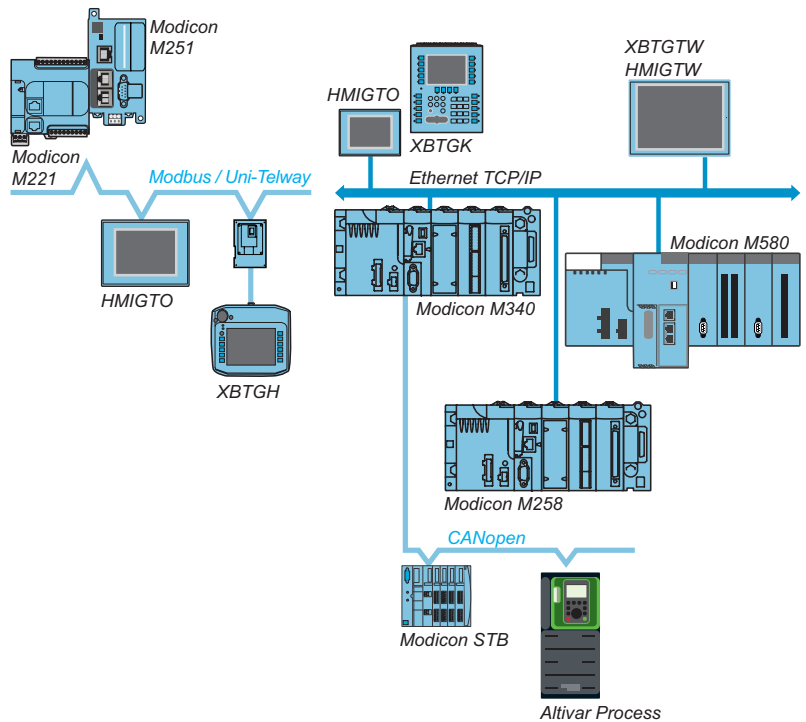 Modicon
M251
XBTGTW
HMIGTW
HMIGTO
XBTGK
Modicon
M221
Modbus / Uni-Telway
Ethernet TCP/IP
Modicon M580
HMIGTO
Modicon M340
XBTGH
Modicon M258
CANopen
Modicon STB
Altivar Process